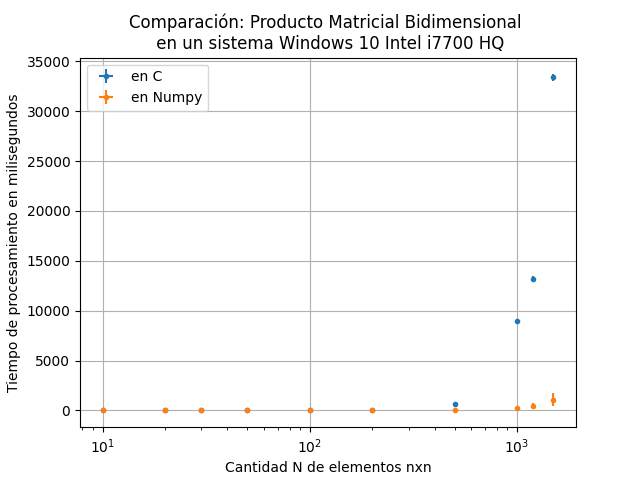 Comparación: Producto Matricial Bidimensional
en un sistema Windows 10 Intel i7700 HQ
en C
en Numpy
35000
30000
25000
20000
15000
10000
5000
0
Tiempo de procesamiento en milisegundos
10¹ 10² 10³
Cantidad N de elementos nxn